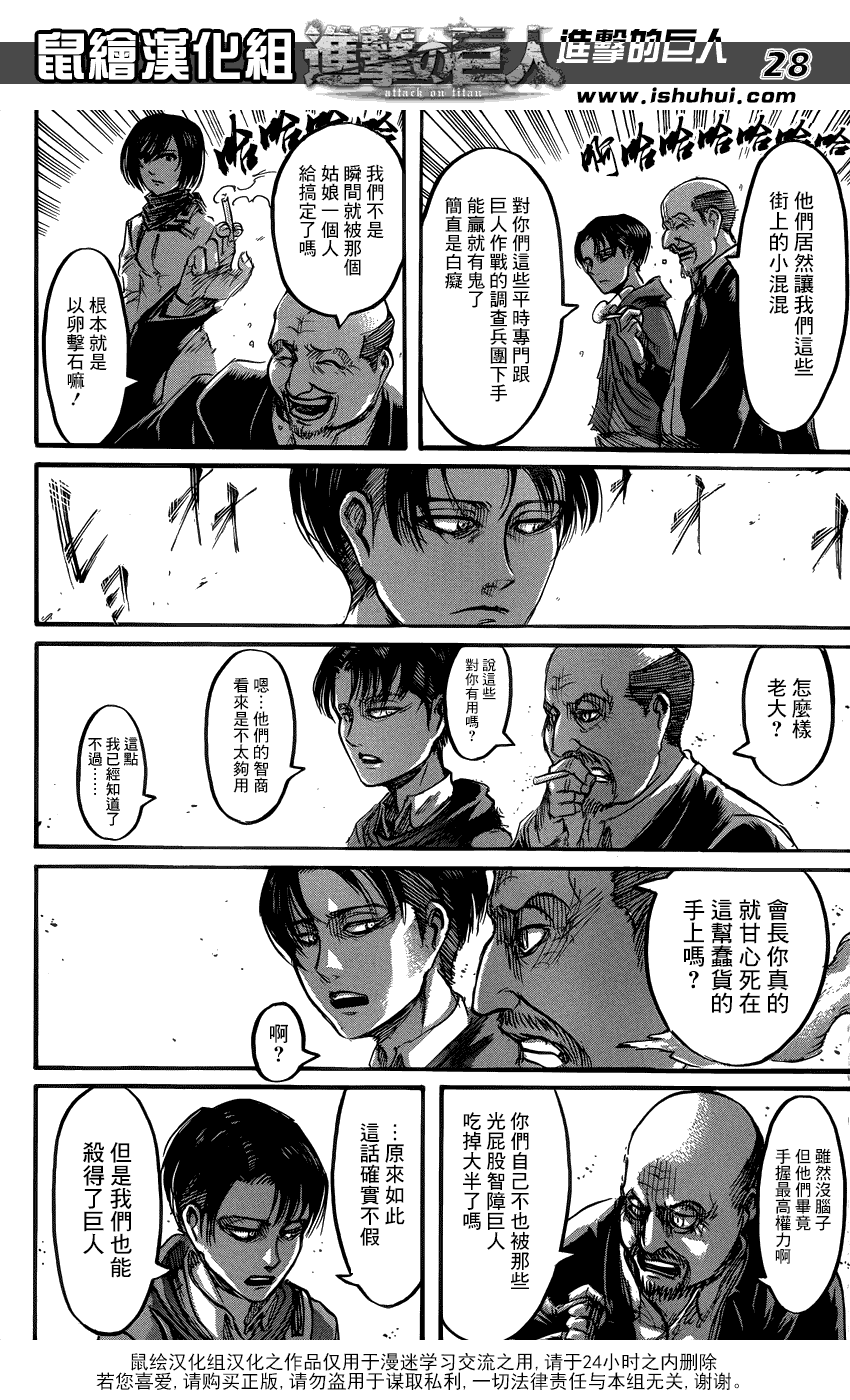 鼠繪漢化組
進撃の巨人
attack on titan
進撃的巨人
28
www.ishuhui.com
啊哈哈哈哈哈哈
他們居然讓我們這些
街上的小混混
對你們這些平時專門跟
巨人作戰的調查兵團下手
能贏就有鬼了
簡直是白癡
哈哈哈哈哈
我們不是
瞬間就被那個
姑娘一個人
給搞定了嗎
根本就是
以卵擊石嘛！
オオオオ
怎麼樣
老大？
說這些
對你有用嗎？
嗯…他們的智商
看來是不太夠用
這點
我已經知道了
不過……
會長你真的
就甘心死在
這幫蠢貨的
手上嗎？
啊？
雖然沒腦子
但他們畢竟
手握最高權力啊
你們自己不也被那些
光屁股智障巨人
吃掉大半了嗎
…原來如此
這話確實不假
但是我們也能
殺得了巨人
鼠绘汉化组汉化之作品仅用于漫迷学习交流之用, 请于24小时之内删除
若您喜爱, 请购买正版, 请勿盗用于谋取私利, 一切法律责任与本组无关, 谢谢.